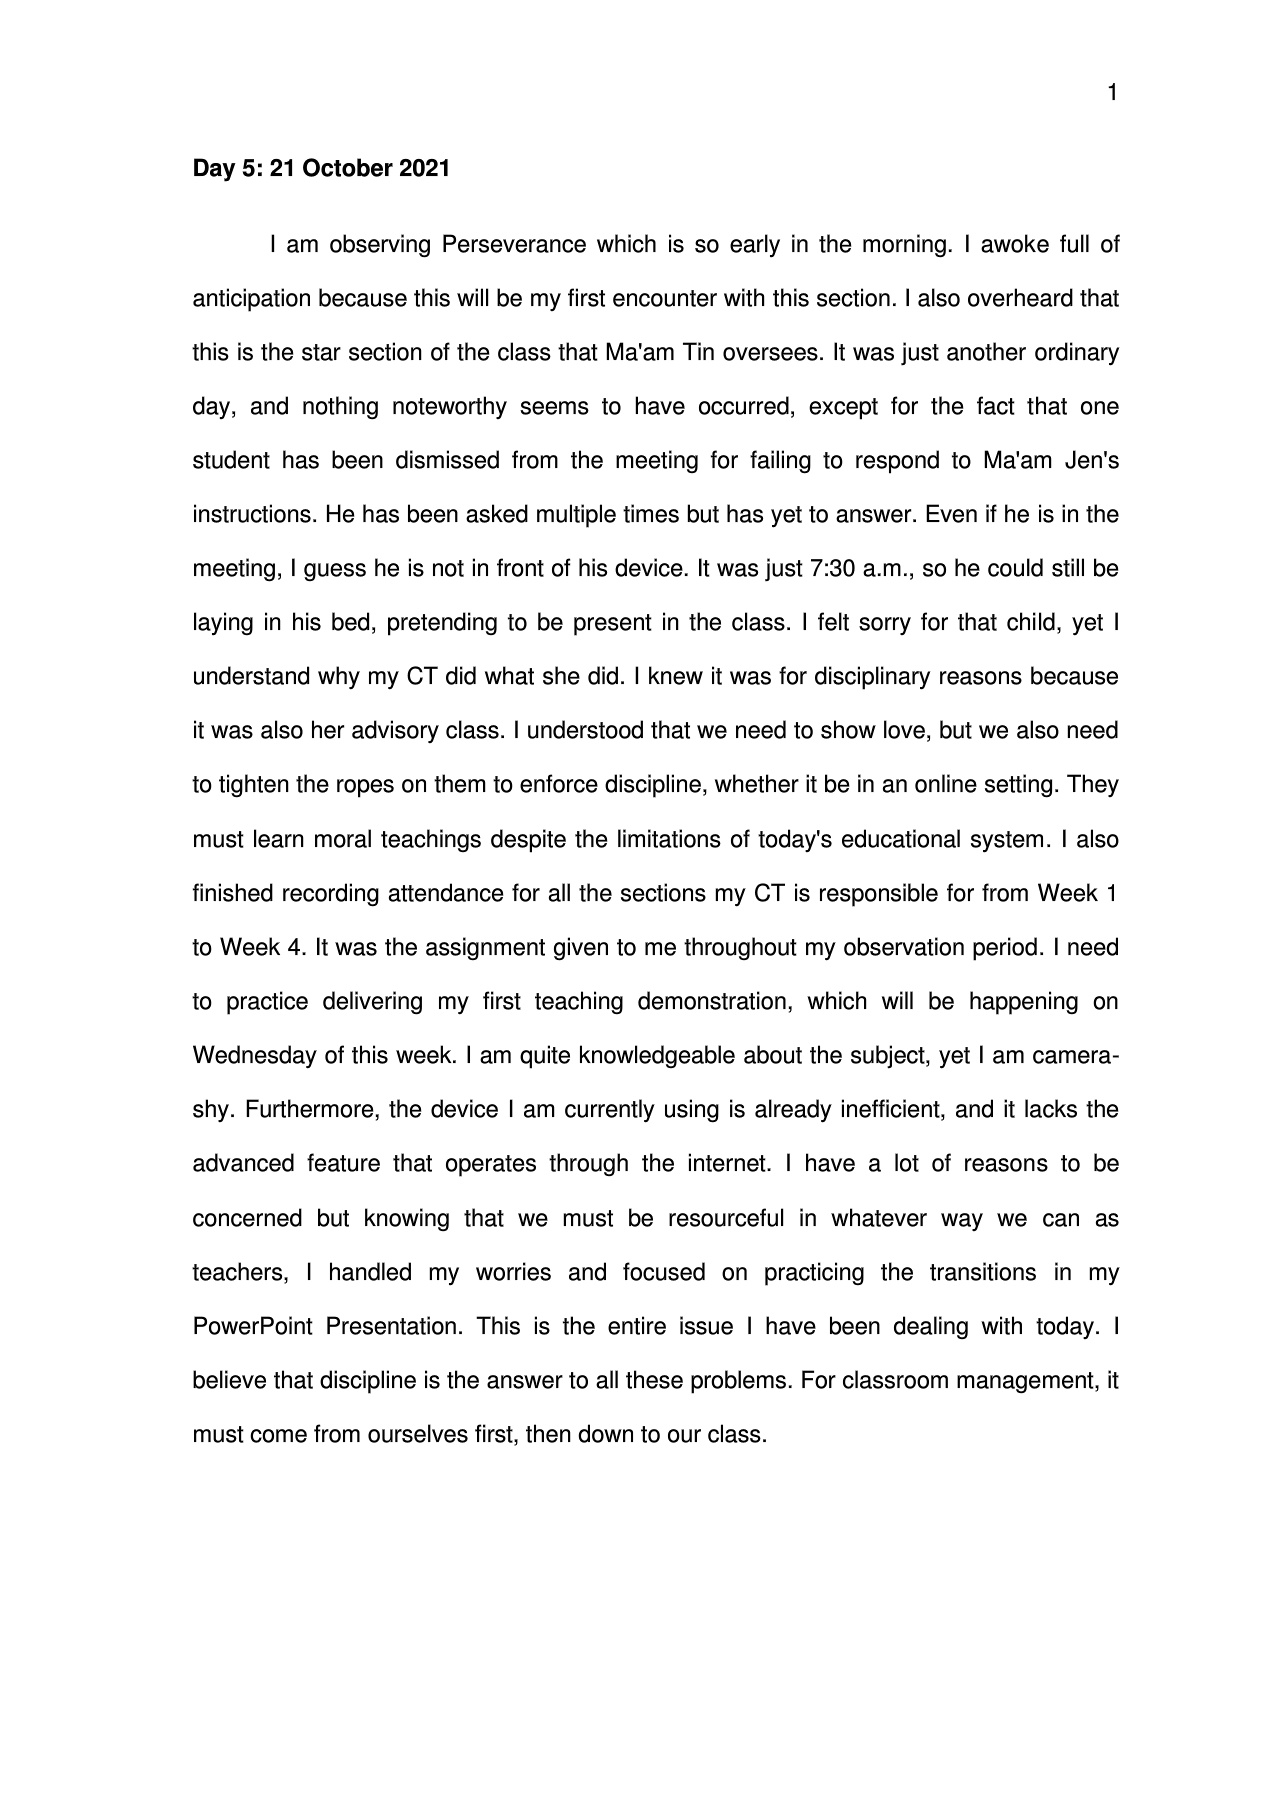 1
Day 5: 21 October 2021
I am observing Perseverance which is so early in the morning. I awoke full of
anticipation because this will be my first encounter with this section. I also overheard that
this is the star section of the class that Ma'am Tin oversees. It was just another ordinary
day, and nothing noteworthy seems to have occurred, except for the fact that one
student has been dismissed from the meeting for failing to respond to Ma'am Jen's
instructions. He has been asked multiple times but has yet to answer. Even if he is in the
meeting, I guess he is not in front of his device. It was just 7:30 a.m., so he could still be
laying in his bed, pretending to be present in the class. I felt sorry for that child, yet I
understand why my CT did what she did. I knew it was for disciplinary reasons because
it was also her advisory class. I understood that we need to show love, but we also need
to tighten the ropes on them to enforce discipline, whether it be in an online setting. They
must learn moral teachings despite the limitations of today's educational system. I also
finished recording attendance for all the sections my CT is responsible for from Week 1
to Week 4. It was the assignment given to me throughout my observation period. I need
to practice delivering my first teaching demonstration, which will be happening on
Wednesday of this week. I am quite knowledgeable about the subject, yet I am camera-
shy. Furthermore, the device I am currently using is already inefficient, and it lacks the
advanced feature that operates through the internet. I have a lot of reasons to be
concerned but knowing that we must be resourceful in whatever way we can as
teachers, I handled my worries and focused on practicing the transitions in my
PowerPoint Presentation. This is the entire issue I have been dealing with today. I
believe that discipline is the answer to all these problems. For classroom management, it
must come from ourselves first, then down to our class.